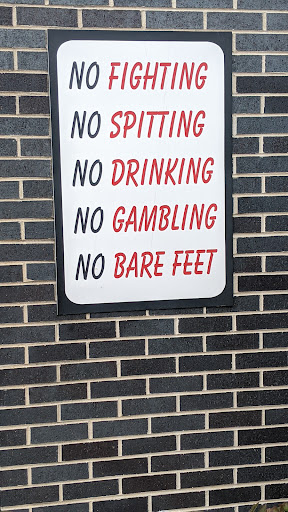 NO FIGHTING
NO SPITTING
NO DRINKING
NO GAMBLING
NO BARE FEET